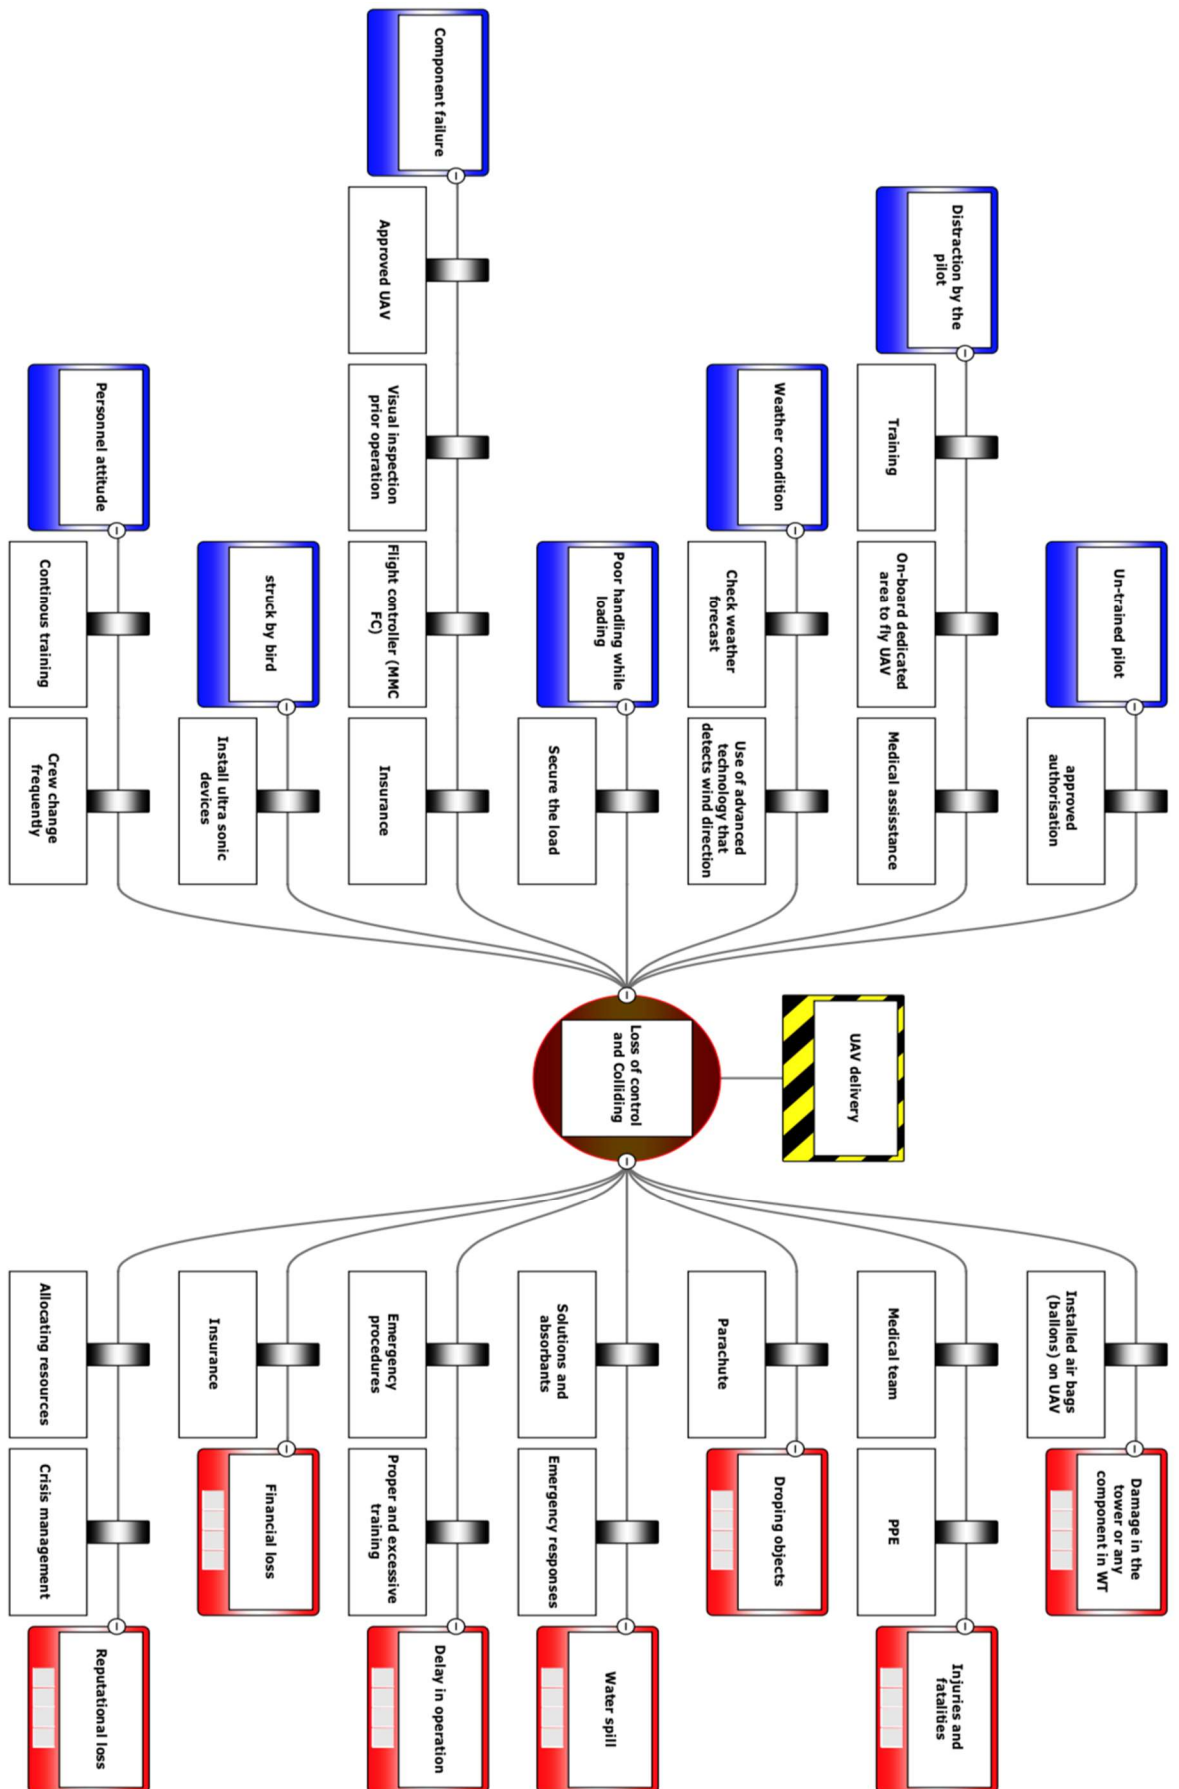 UAV delivery
Loss of control
and Colliding
Un-trained pilot
approved
authorisation
Distraction by the
pilot
Training
On-board dedicated
area to fly UAV
Medical assisstance
Weather condition
Check weather
forecast
Use of advanced
technology that
detects wind direction
Poor handling while
loading
Secure the load
Component failure
Approved UAV
Visual inspection
prior operation
Flight controller (MMC
FC)
Insurance
struck by bird
Install ultra sonic
devices
Personnel attitude
Continous training
Crew change
frequently
Installed air bags
(ballons) on UAV
Damage in the
tower or any
component in WT
Medical team
PPE
Injuries and
fatalities
Parachute
Droping objects
Solutions and
absorbants
Emergency responses
Water spill
Emergency
procedures
Proper and excessive
training
Delay in operation
Insurance
Financial loss
Allocating resources
Crisis management
Reputational loss